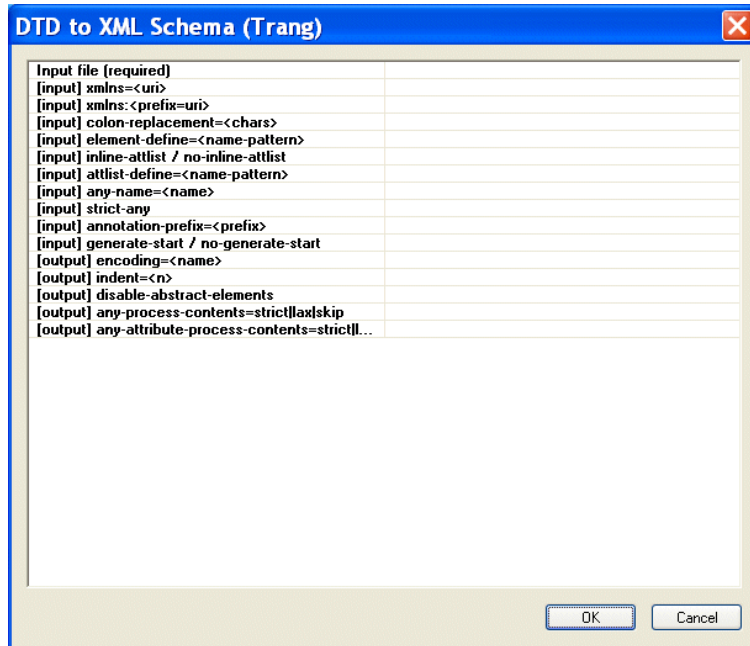 DTD to XML Schema (Trang)
Input file (required)
[input] xmlns=<uri>
[input] xmlns:<prefix=uri>
[input] colon-replacement=<chars>
[input] element-define=<name-pattern>
[input] inline-attlist / no-inline-attlist
[input] attlist-define=<name-pattern>
[input] any-name=<name>
[input] strict-any
[input] annotation-prefix=<prefix>
[input] generate-start / no-generate-start
[output] encoding=<name>
[output] indent=<n>
[output] disable-abstract-elements
[output] any-process-contents=strict|lax|skip
[output] any-attribute-process-contents=strict|l...
OK Cancel